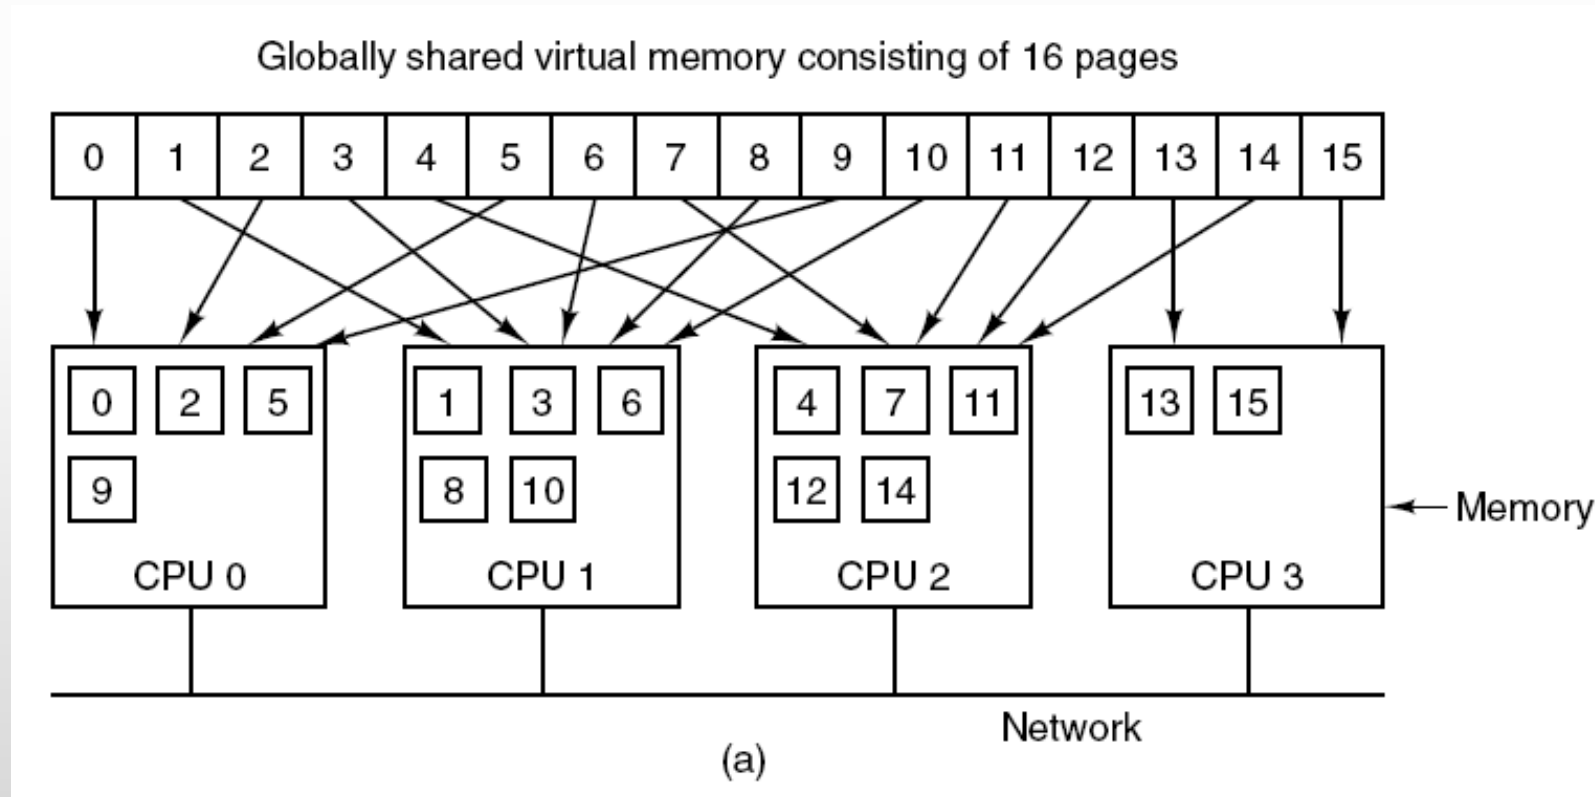 Globally shared virtual memory consisting of 16 pages
0 1 2 3 4 5 6 7 8 9 10 11 12 13 14 15
0 2 5 1 3 6 4 7 11 13 15
9 8 10 12 14
Memory
CPU 0 CPU 1 CPU 2 CPU 3
Network
(a)